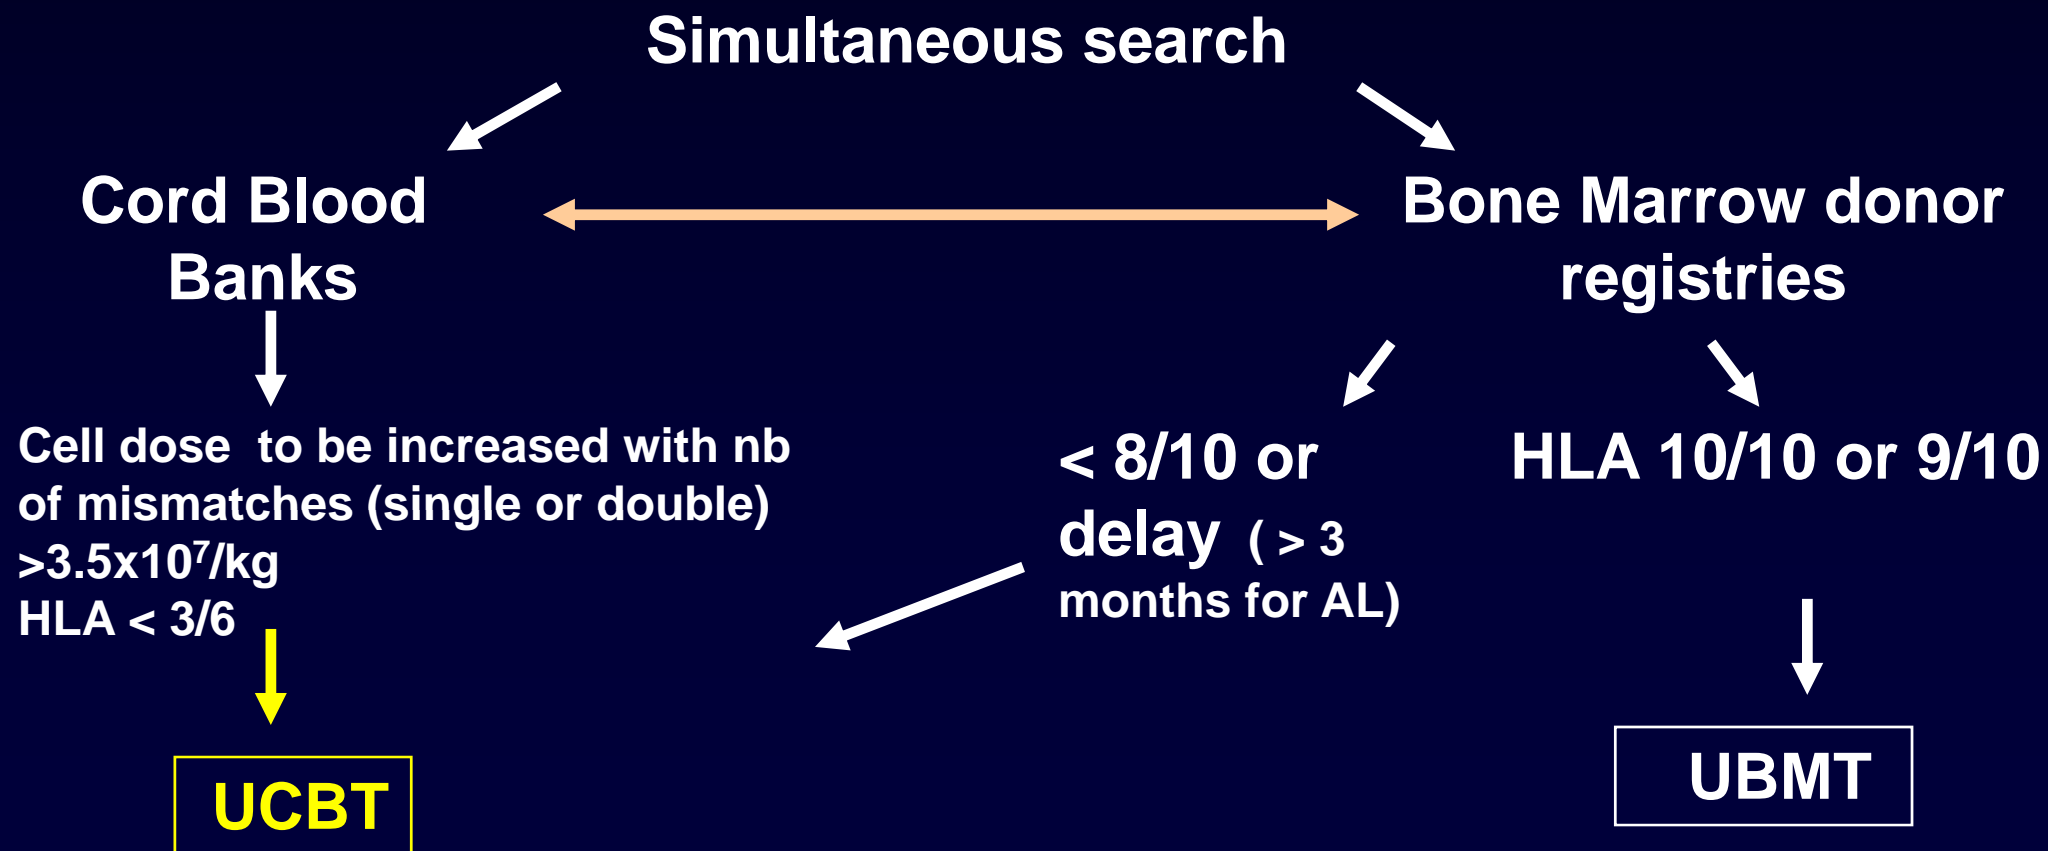 Simultaneous search
Cord Blood
Banks
Bone Marrow donor
registries
Cell dose  to be increased with nb
of mismatches (single or double)
>3.5x10⁷/kg
HLA < 3/6
< 8/10 or
delay ( > 3
months for AL)
HLA 10/10 or 9/10
UCBT
UBMT